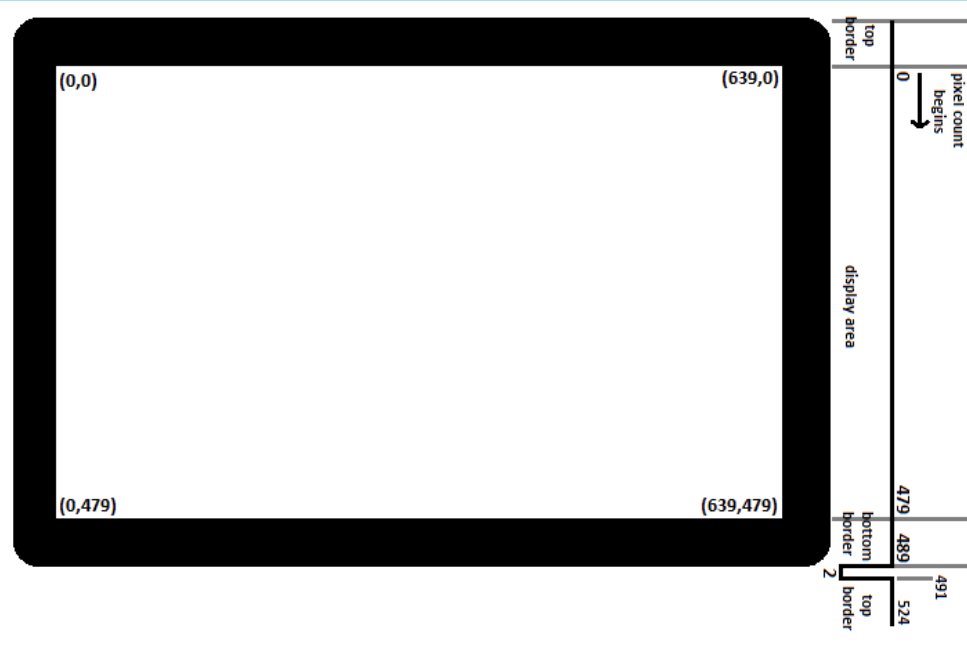 top
border
(0,0)
(639,0)
0
pixel count
begins
display area
(0,479)
(639,479)
479
bottom
border
489
2
491
top
border
524